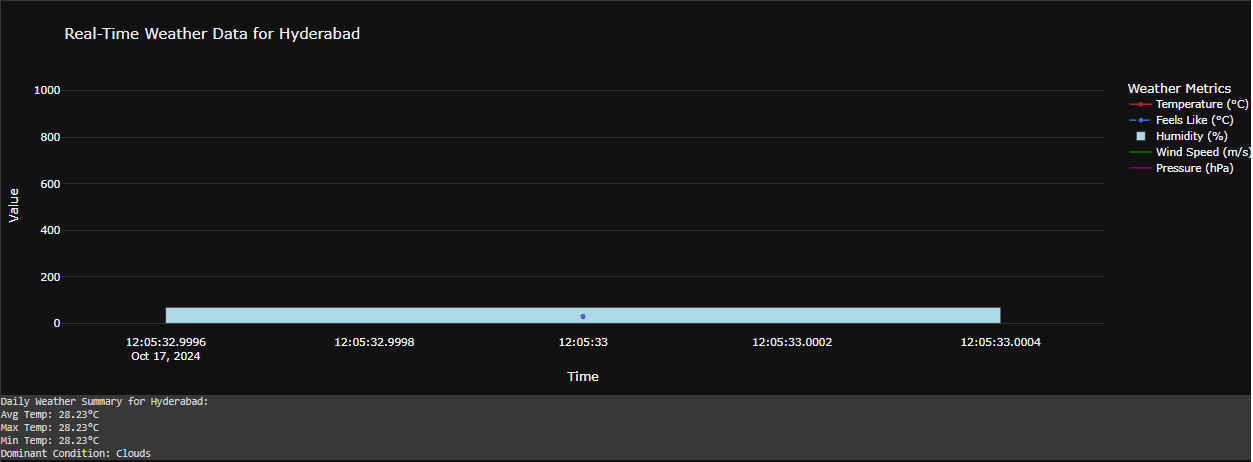 Real-Time Weather Data for Hyderabad
1000
800
600
400
200
0
Value
12:05:32.9996
Oct 17, 2024
12:05:32.9998
12:05:33
12:05:33.0002
12:05:33.0004
Time
Weather Metrics
Temperature (°C)
Feels Like (°C)
Humidity (%)
Wind Speed (m/s)
Pressure (hPa)
Daily Weather Summary for Hyderabad:
Avg Temp: 28.23°C
Max Temp: 28.23°C
Min Temp: 28.23°C
Dominant Condition: Clouds